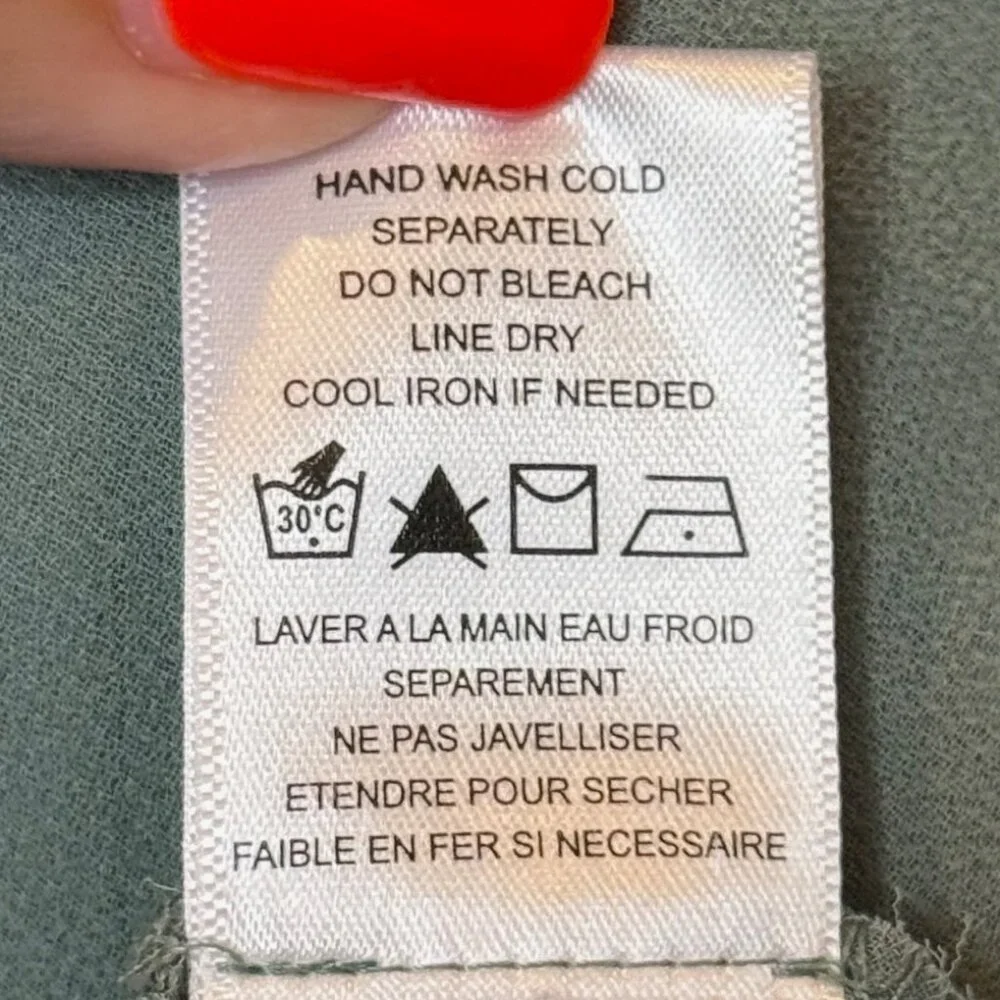 HAND WASH COLD
SEPARATELY
DO NOT BLEACH
LINE DRY
COOL IRON IF NEEDED
30°C
LAVER A LA MAIN EAU FROID
SEPAREMENT
NE PAS JAVELLISER
ETENDRE POUR SECHER
FAIBLE EN FER SI NECESSAIRE